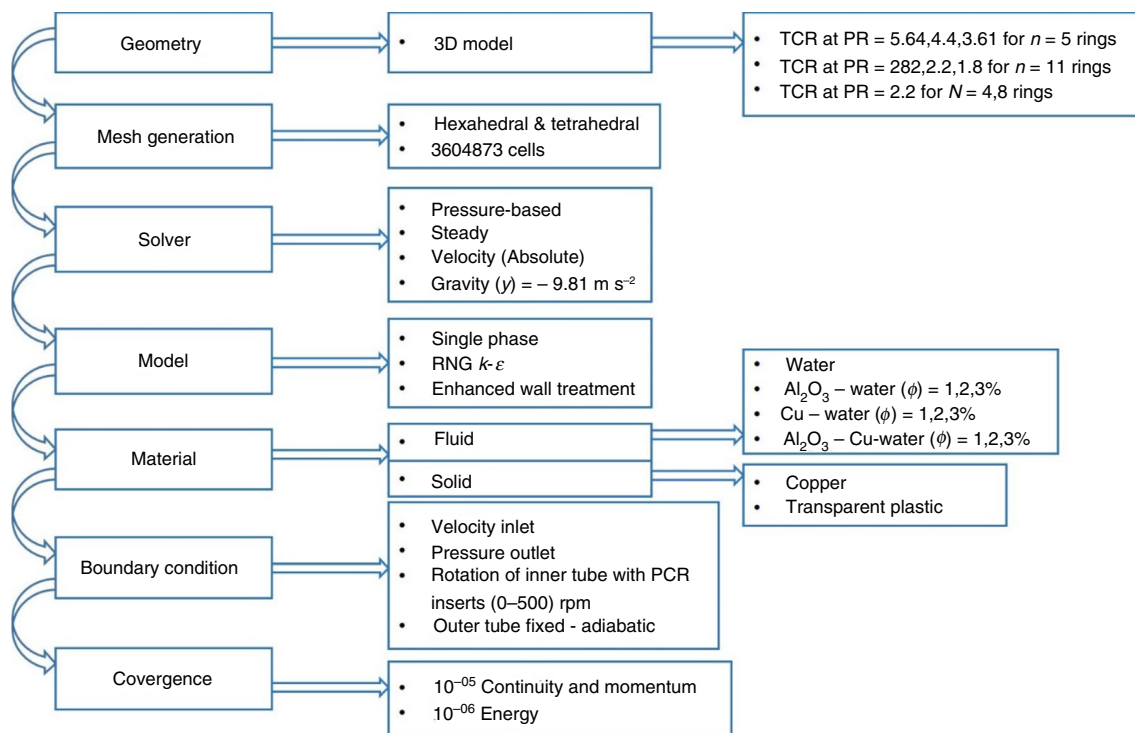 Geometry
• 3D model
• TCR at PR = 5.64,4.4,3.61 for n = 5 rings
• TCR at PR = 282,2.2,1.8 for n = 11 rings
• TCR at PR = 2.2 for N = 4,8 rings
Mesh generation
• Hexahedral & tetrahedral
• 3604873 cells
Solver
• Pressure-based
• Steady
• Velocity (Absolute)
• Gravity (y) = – 9.81 m s⁻²
Model
• Single phase
• RNG k-ε
• Enhanced wall treatment
Material
• Fluid
• Solid
• Water
• Al₂O₃ – water (ϕ) = 1,2,3%
• Cu – water (ϕ) = 1,2,3%
• Al₂O₃ – Cu-water (ϕ) = 1,2,3%
• Copper
• Transparent plastic
Boundary condition
• Velocity inlet
• Pressure outlet
• Rotation of inner tube with PCR
inserts (0–500) rpm
• Outer tube fixed - adiabatic
Covergence
• 10⁻⁰⁵ Continuity and momentum
• 10⁻⁰⁶ Energy